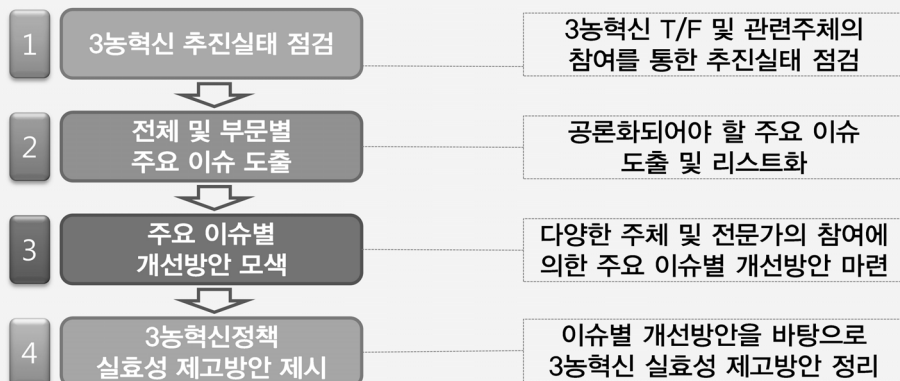 1
3농혁신 추진실태 점검
3농혁신 T/F 및 관련주체의
참여를 통한 추진실태 점검
2
전체 및 부문별
주요 이슈 도출
공론화되어야 할 주요 이슈
도출 및 리스트화
3
주요 이슈별
개선방안 모색
다양한 주체 및 전문가의 참여에
의한 주요 이슈별 개선방안 마련
4
3농혁신정책
실효성 제고방안 제시
이슈별 개선방안을 바탕으로
3농혁신 실효성 제고방안 정리